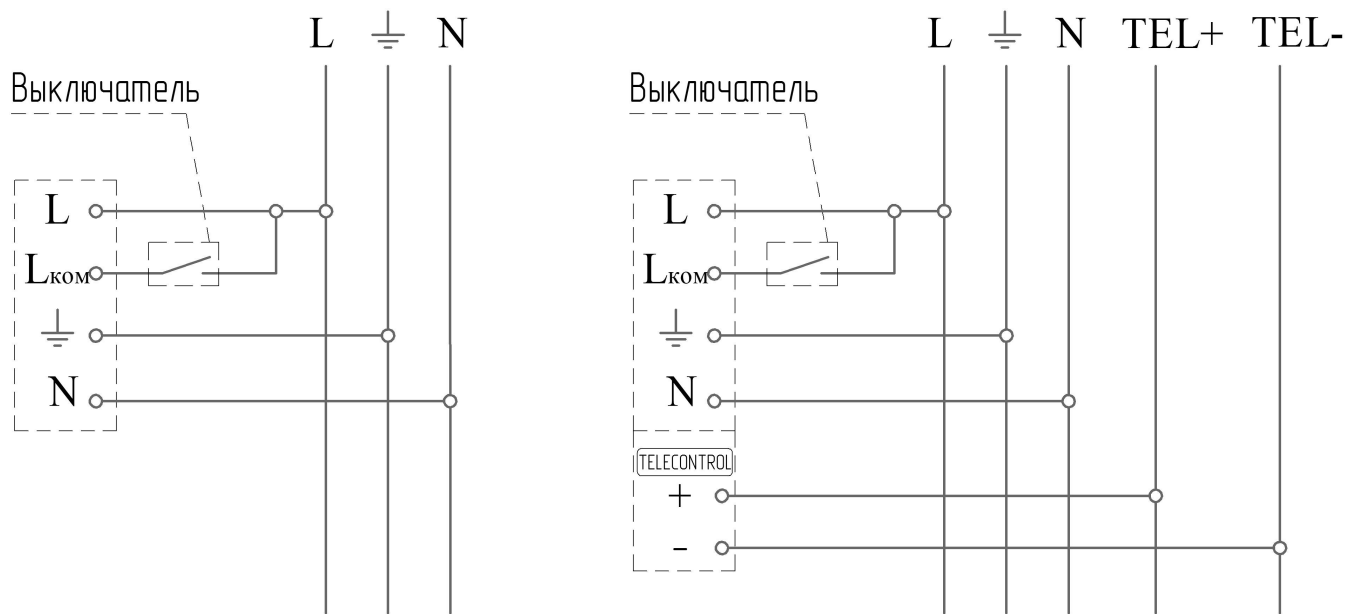 L ⏚ N
Выключатель
L
Lком
⏚
N
L ⏚ N TEL+ TEL-
Выключатель
L
Lком
⏚
N
TELECONTROL
+
-